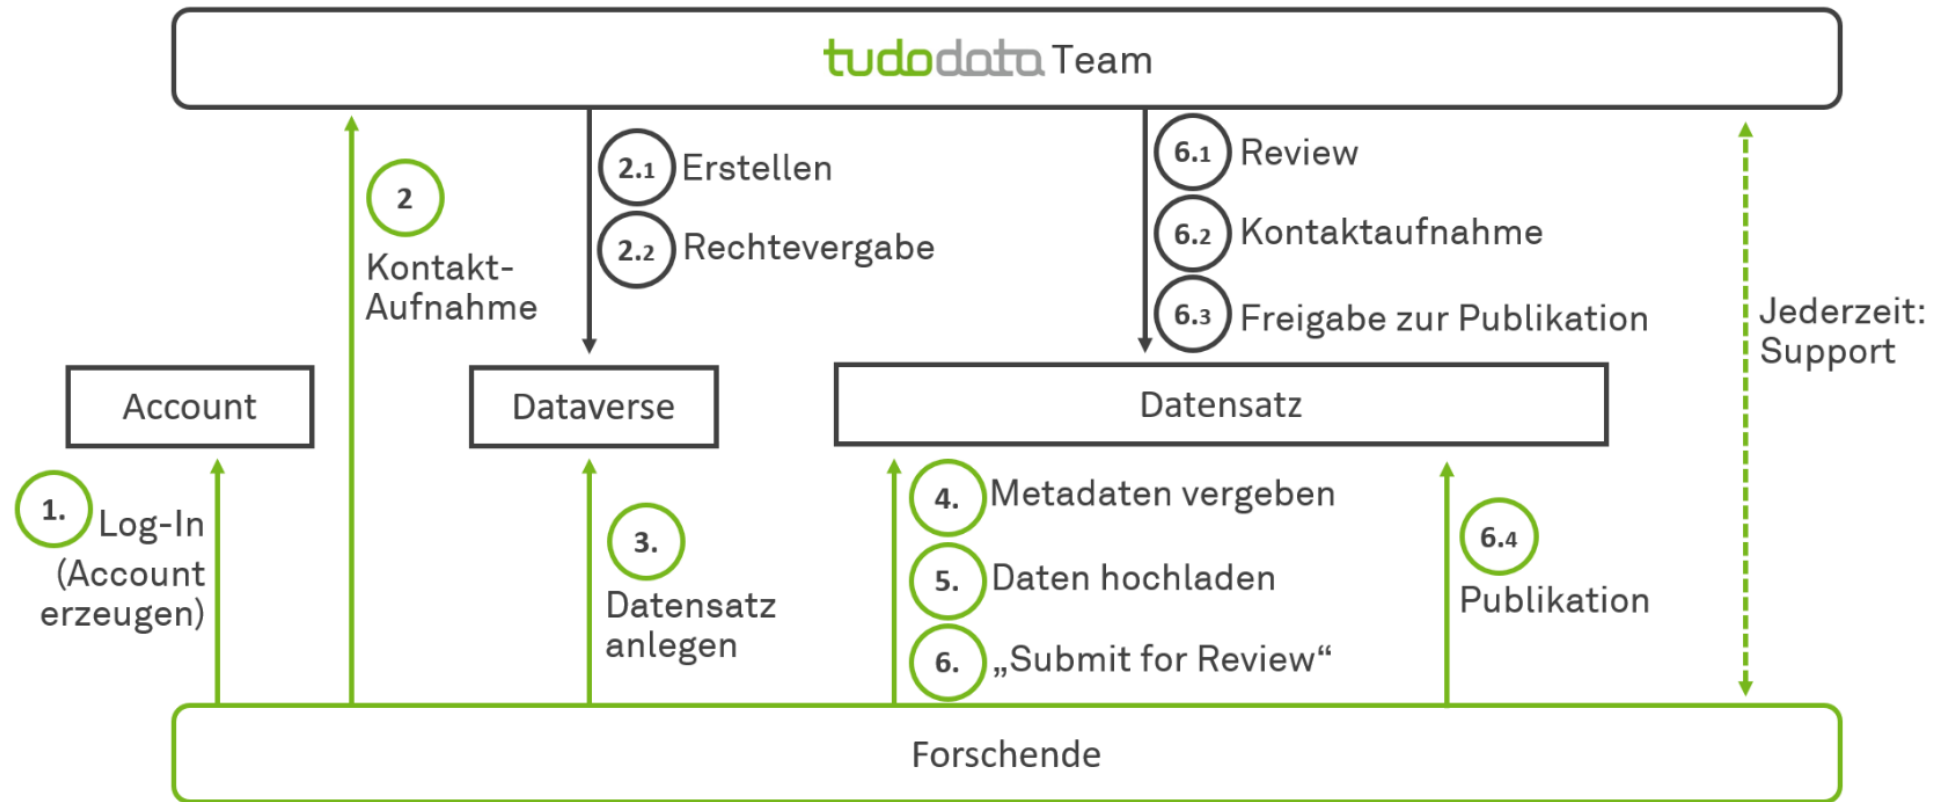 tudodata Team
2
Kontakt-
Aufnahme
2.1 Erstellen
2.2 Rechtevergabe
6.1 Review
6.2 Kontaktaufnahme
6.3 Freigabe zur Publikation
Jederzeit:
Support
Account
Dataverse
Datensatz
1. Log-In
(Account
erzeugen)
3.
Datensatz
anlegen
4. Metadaten vergeben
5. Daten hochladen
6. „Submit for Review“
6.4
Publikation
Forschende